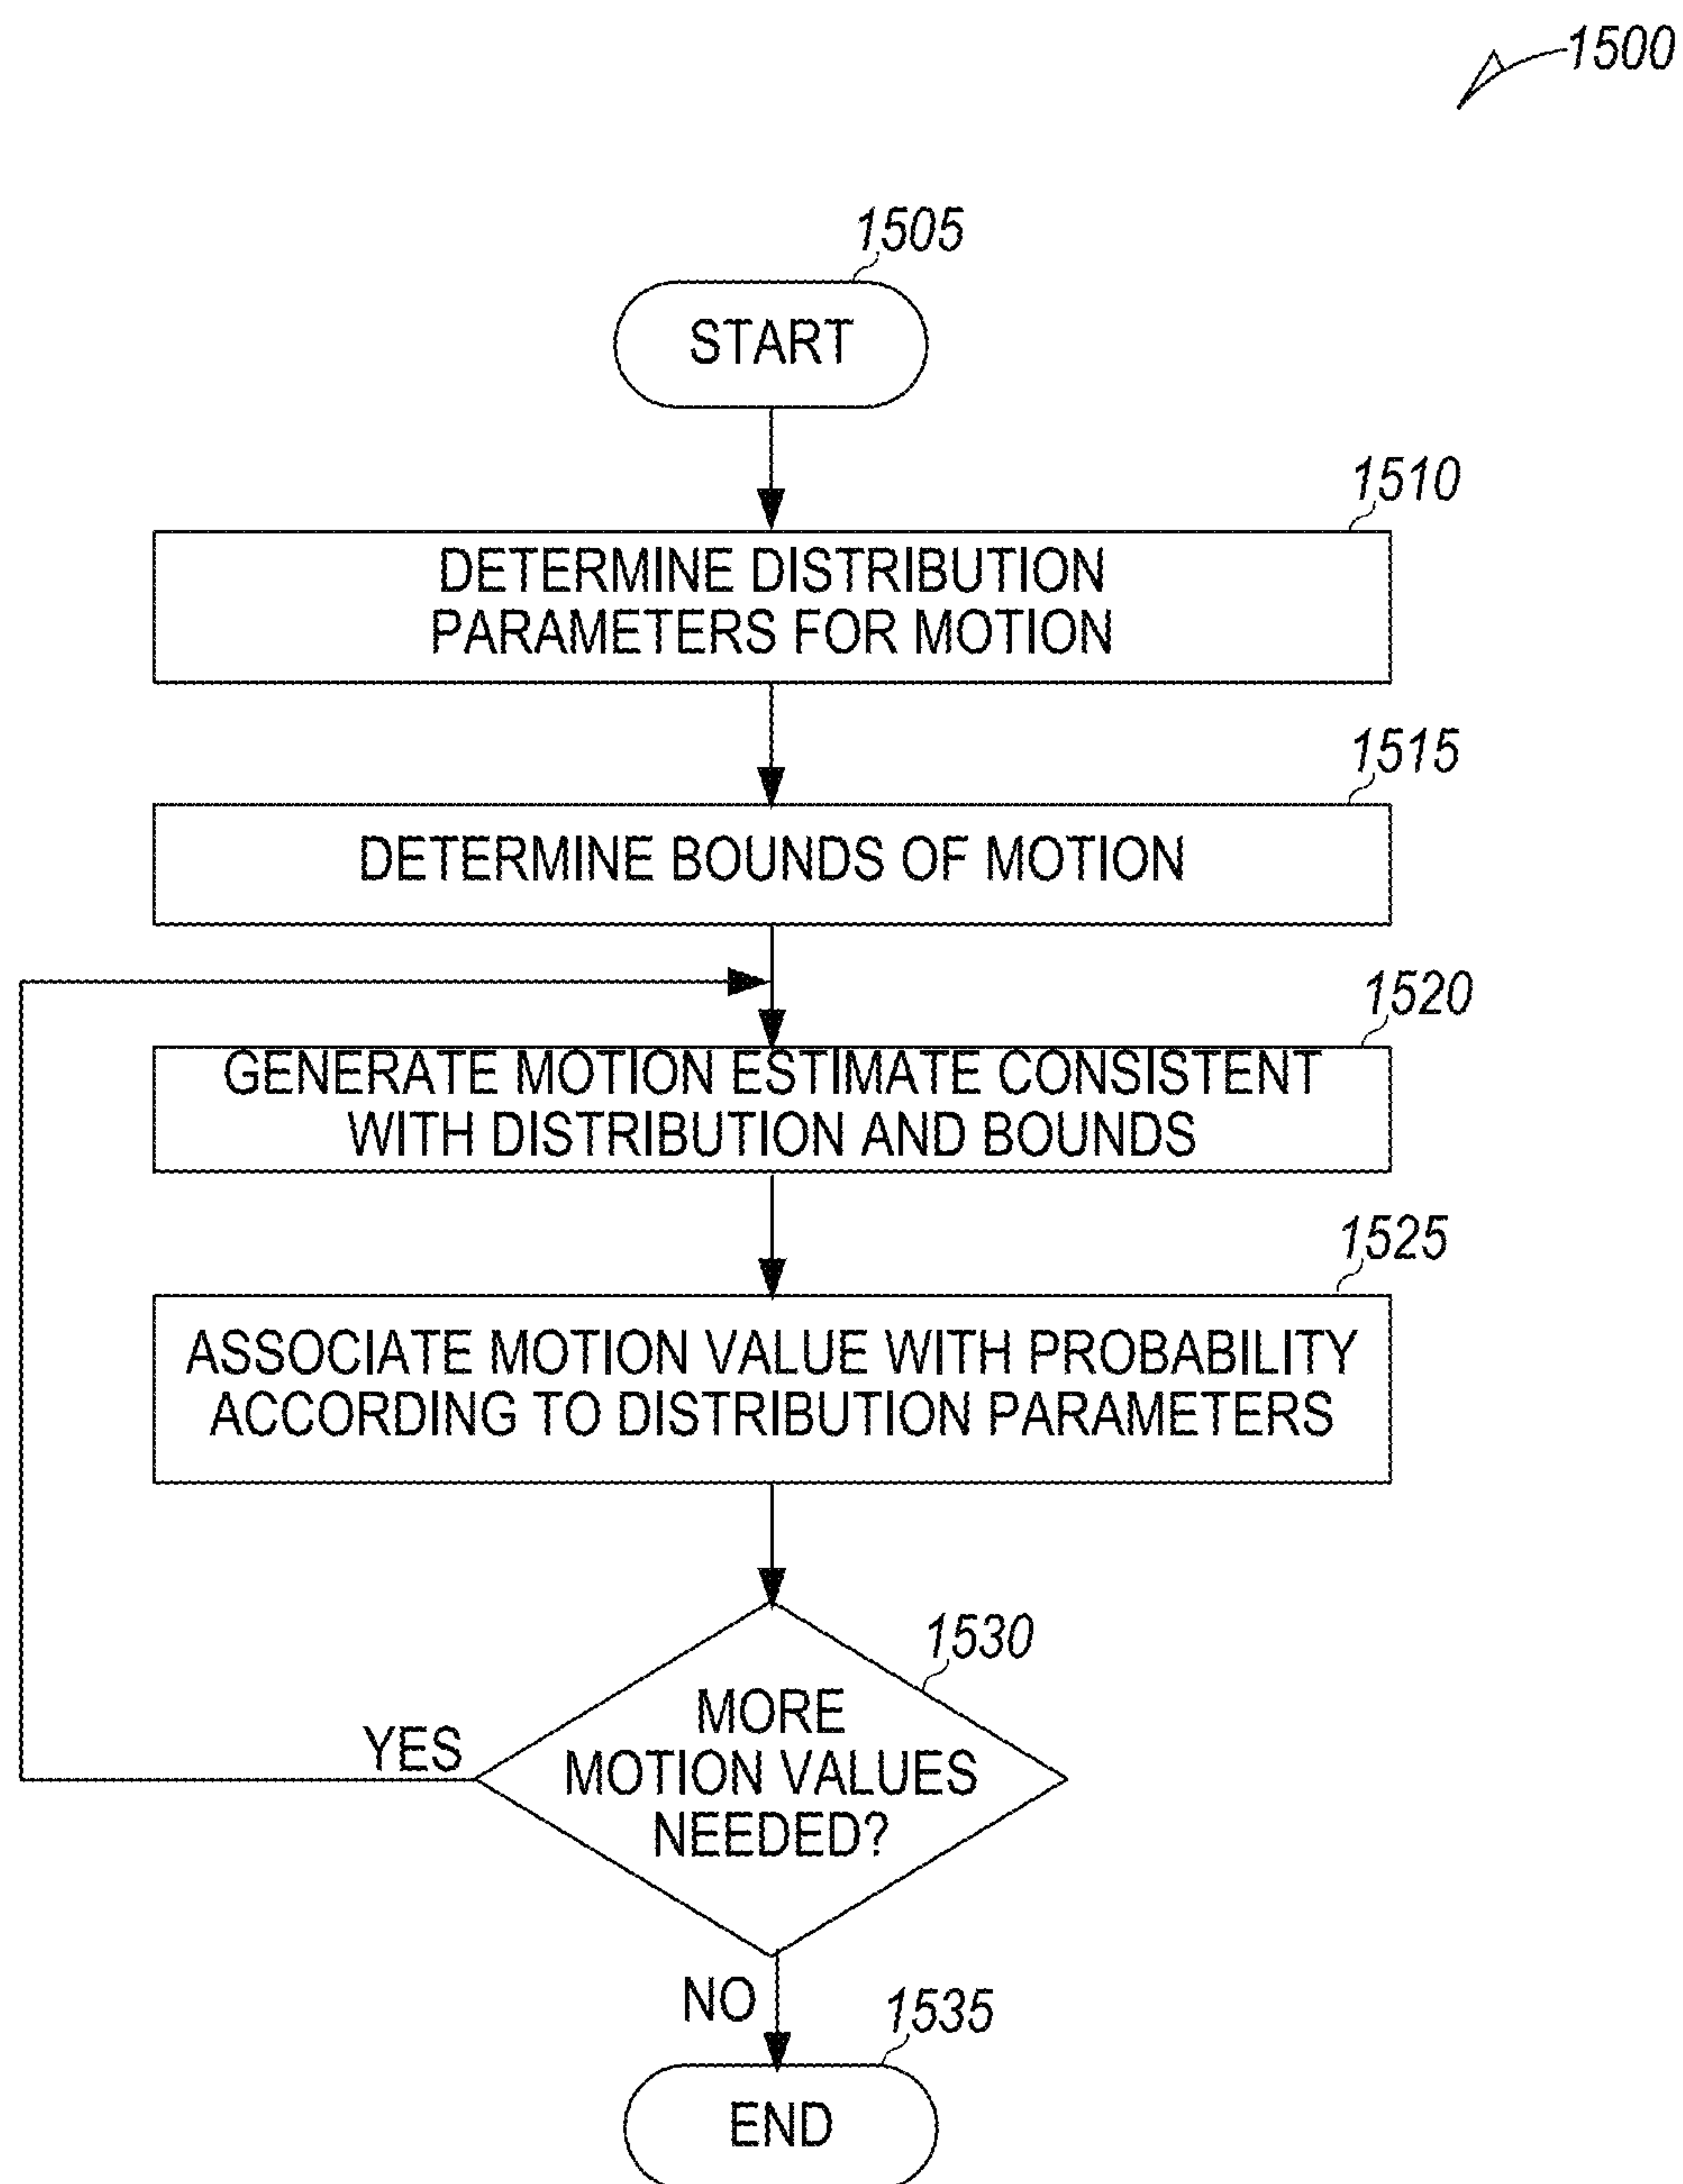 1500
1505
START
1510
DETERMINE DISTRIBUTION
PARAMETERS FOR MOTION
1515
DETERMINE BOUNDS OF MOTION
1520
GENERATE MOTION ESTIMATE CONSISTENT
WITH DISTRIBUTION AND BOUNDS
1525
ASSOCIATE MOTION VALUE WITH PROBABILITY
ACCORDING TO DISTRIBUTION PARAMETERS
1530
MORE
MOTION VALUES
NEEDED?
YES
NO
1535
END